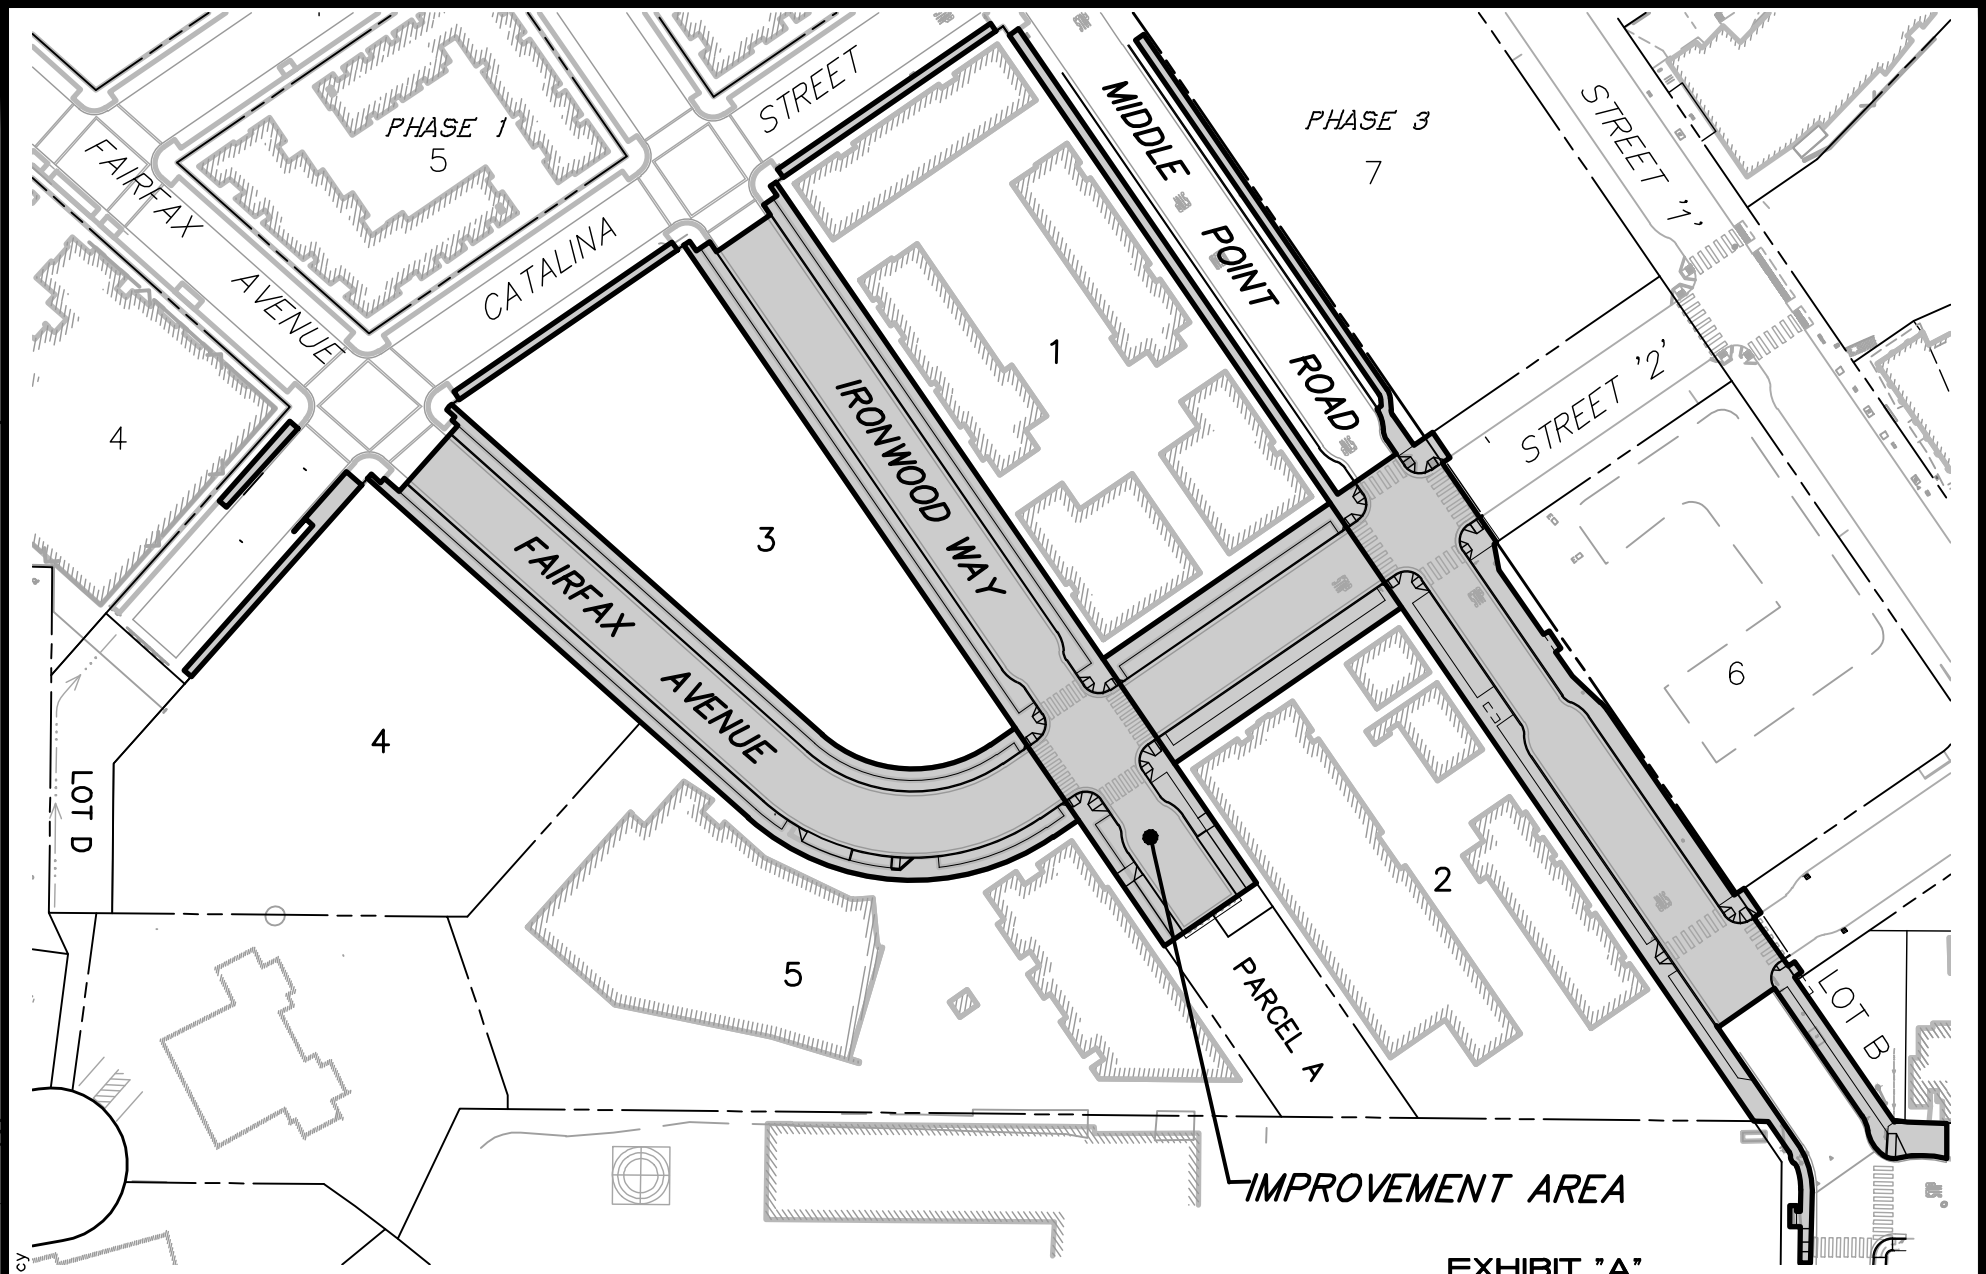 PHASE 1
5
STREET
MIDDLE
POINT
ROAD
PHASE 3
7
STREET '1'
FAIRFAX
AVENUE
CATALINA
STREET '2'
1
IRONWOOD WAY
4
3
FAIRFAX
AVENUE
6
4
LOT D
2
5
PARCEL A
LOT B
IMPROVEMENT AREA
EXHIBIT "A"
cy